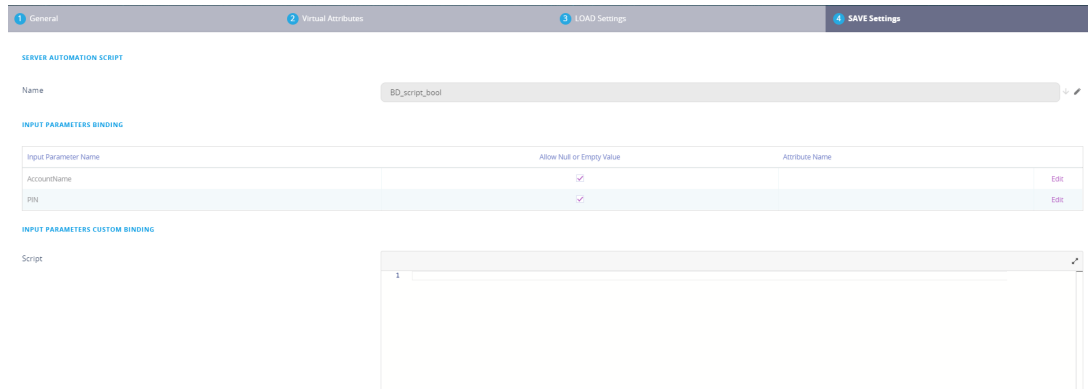 1 General 2 Virtual Attributes 3 LOAD Settings 4 SAVE Settings
SERVER AUTOMATION SCRIPT
Name BD_script_bool
INPUT PARAMETERS BINDING
Input Parameter Name Allow Null or Empty Value Attribute Name
AccountName Edit
PIN Edit
INPUT PARAMETERS CUSTOM BINDING
Script
1